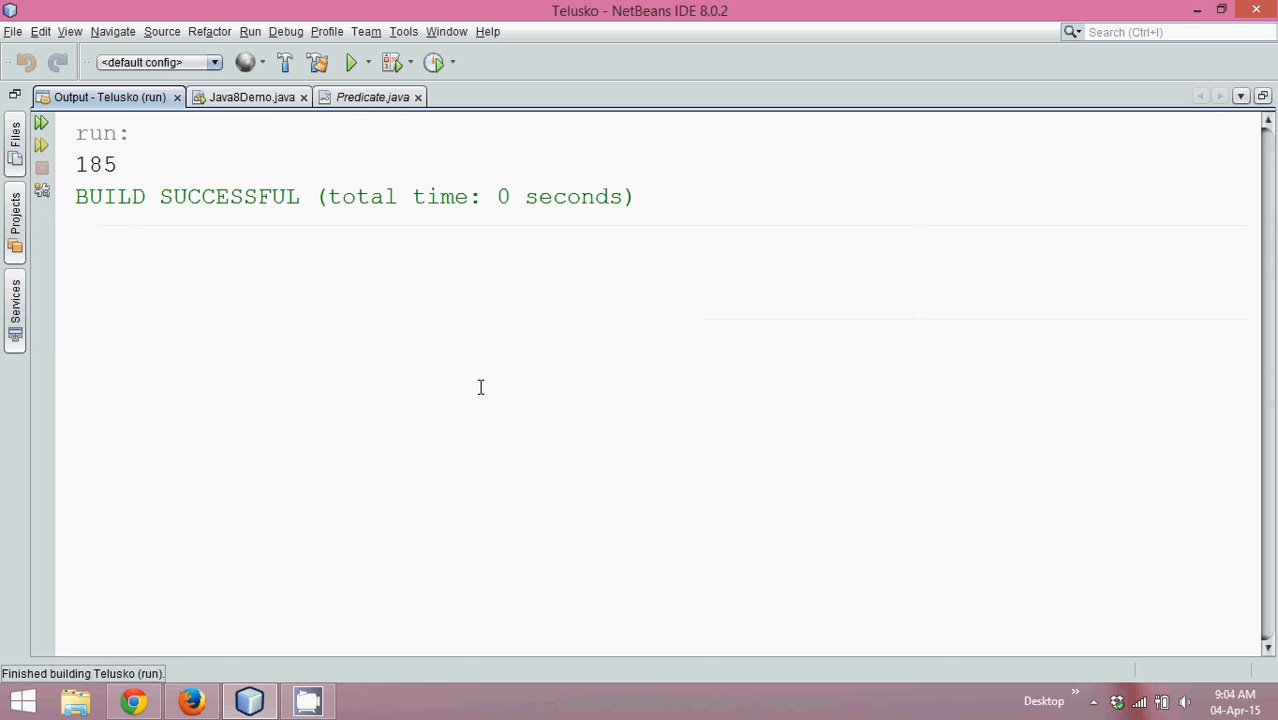 Telusko - NetBeans IDE 8.0.2
File Edit View Navigate Source Refactor Run Debug Profile Team Tools Window Help
Search (Ctrl+I)
<default config>
Output - Telusko (run) Java8Demo.java Predicate.java
Files
Projects
Services
run:
185
BUILD SUCCESSFUL (total time: 0 seconds)
Finished building Telusko (run).
Desktop
9:04 AM
04-Apr-15